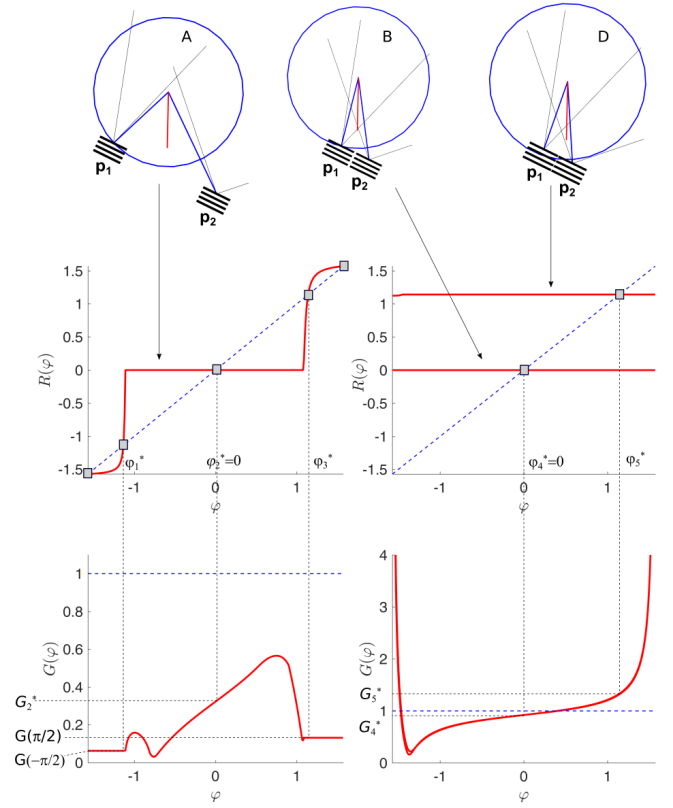 A B D
p₁ p₂ p₁ p₂ p₁ p₂
1.5 1.5
1 1
0.5 0.5
R(φ) 0 R(φ) 0
-0.5 -0.5
-1 -1
-1.5 φ₁* φ₂*=0 φ₃* -1.5 φ₄*=0 φ₅*
-1 0 1 -1 0 1
φ φ
1 4
0.8 3
G(φ) 0.6 G(φ) 2
0.4 G₅*
G₂* 1
0.2 G₄*
G(π/2)
G(−π/2)
0 0
-1 0 1 -1 0 1
φ φ